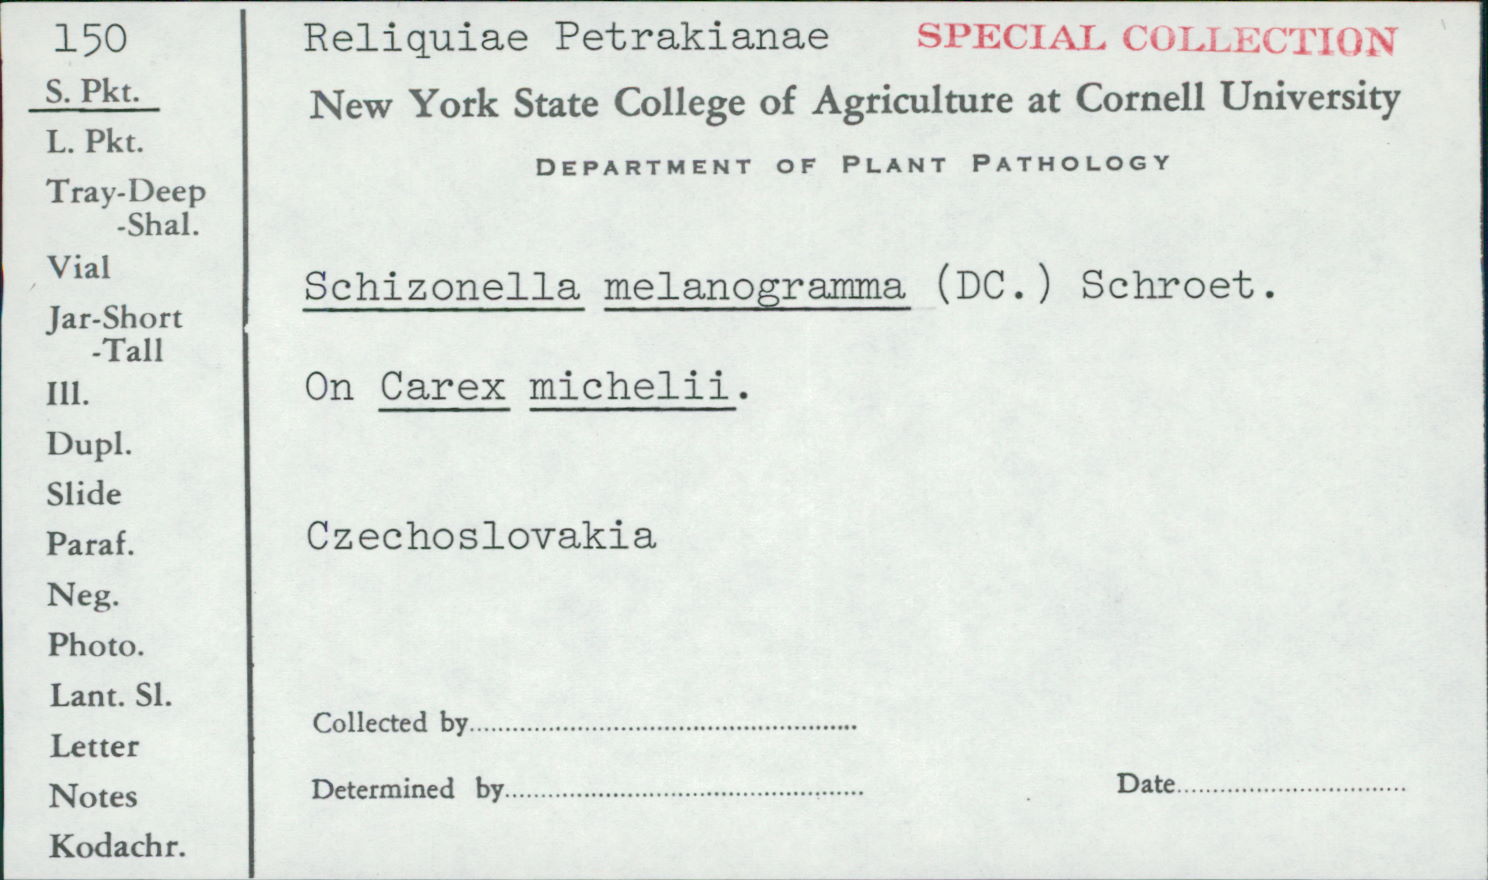 150
S. Pkt.
L. Pkt.
Tray-Deep
-Shal.
Vial
Jar-Short
-Tall
Ill.
Dupl.
Slide
Paraf.
Neg.
Photo.
Lant. Sl.
Letter
Notes
Kodachr.
Reliquiae Petrakianae SPECIAL COLLECTION
New York State College of Agriculture at Cornell University
DEPARTMENT OF PLANT PATHOLOGY
Schizonella melanogramma (DC.) Schroet.
On Carex michelii.
Czechoslovakia
Collected by
Determined by Date